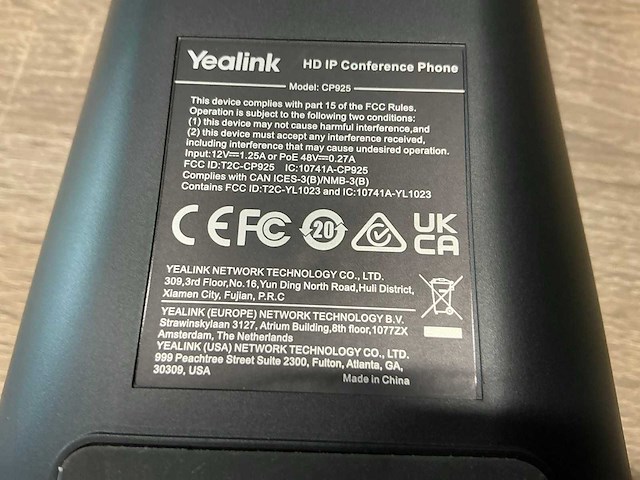 Yealink HD IP Conference Phone
Model: CP925
This device complies with part 15 of the FCC Rules.
Operation is subject to the following two conditions:
(1) this device may not cause harmful interference,and
(2) this device must accept any interference received,
including interference that may cause undesired operation.
Input:12V⎓1.25A or PoE 48V⎓0.27A
FCC ID:T2C-CP925 IC:10741A-CP925
Complies with CAN ICES-3(B)/NMB-3(B)
Contains FCC ID:T2C-YL1023 and IC:10741A-YL1023
CE FC 20 UK
CA
YEALINK NETWORK TECHNOLOGY CO., LTD.
309,3rd Floor,No.16,Yun Ding North Road,Huli District,
Xiamen City, Fujian, P.R.C
YEALINK (EUROPE) NETWORK TECHNOLOGY B.V.
Strawinskylaan 3127, Atrium Building,8th floor,1077ZX
Amsterdam, The Netherlands
YEALINK (USA) NETWORK TECHNOLOGY CO., LTD.
999 Peachtree Street Suite 2300, Fulton, Atlanta, GA,
30309, USA
Made in China